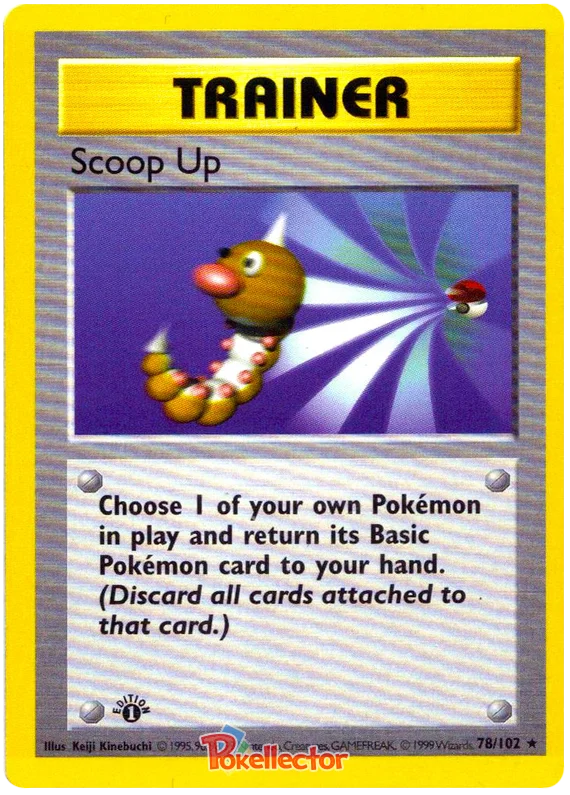 TRAINER
Scoop Up
Choose 1 of your own Pokémon
in play and return its Basic
Pokémon card to your hand.
(Discard all cards attached to
that card.)
EDITION
1
Illus. Keiji Kinebuchi © 1995, Creatures, GAMEFREAK. © 1999 Wizards. 78/102 ★
Pokellector